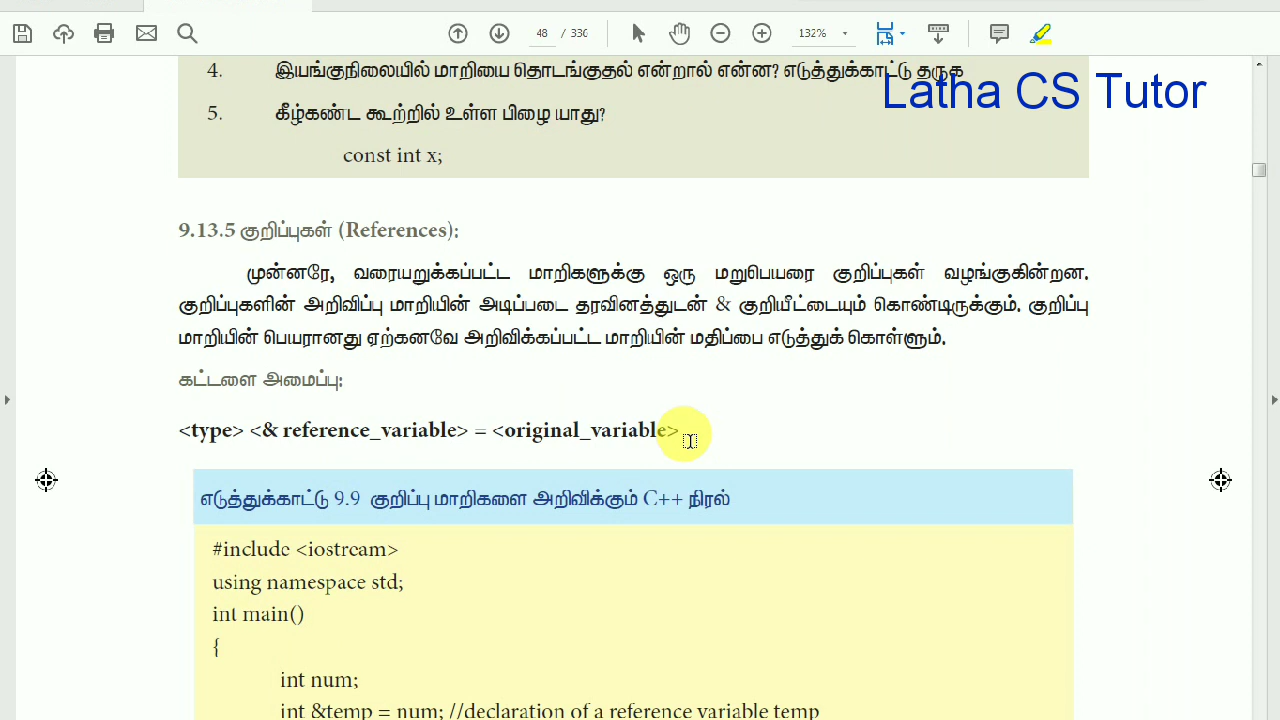 48 / 336
132%
4. இயங்குநிலையில் மாறியை தொடங்குதல் என்றால் என்ன? எடுத்துக்காட்டு தருக
Latha CS Tutor
5. கீழ்கண்ட கூற்றில் உள்ள பிழை யாது?
const int x;
9.13.5 குறிப்புகள் (References):
முன்னரே, வரையறுக்கப்பட்ட மாறிகளுக்கு ஒரு மறுபெயரை குறிப்புகள் வழங்குகின்றன.
குறிப்புகளின் அறிவிப்பு மாறியின் அடிப்படை தரவினத்துடன் & குறியீட்டையும் கொண்டிருக்கும். குறிப்பு
மாறியின் பெயரானது ஏற்கனவே அறிவிக்கப்பட்ட மாறியின் மதிப்பை எடுத்துக் கொள்ளும்.
கட்டளை அமைப்பு:
<type> <& reference_variable> = <original_variable>
எடுத்துக்காட்டு 9.9 குறிப்பு மாறிகளை அறிவிக்கும் C++ நிரல்
#include <iostream>
using namespace std;
int main()
{
int num;
int &temp = num; //declaration of a reference variable temp